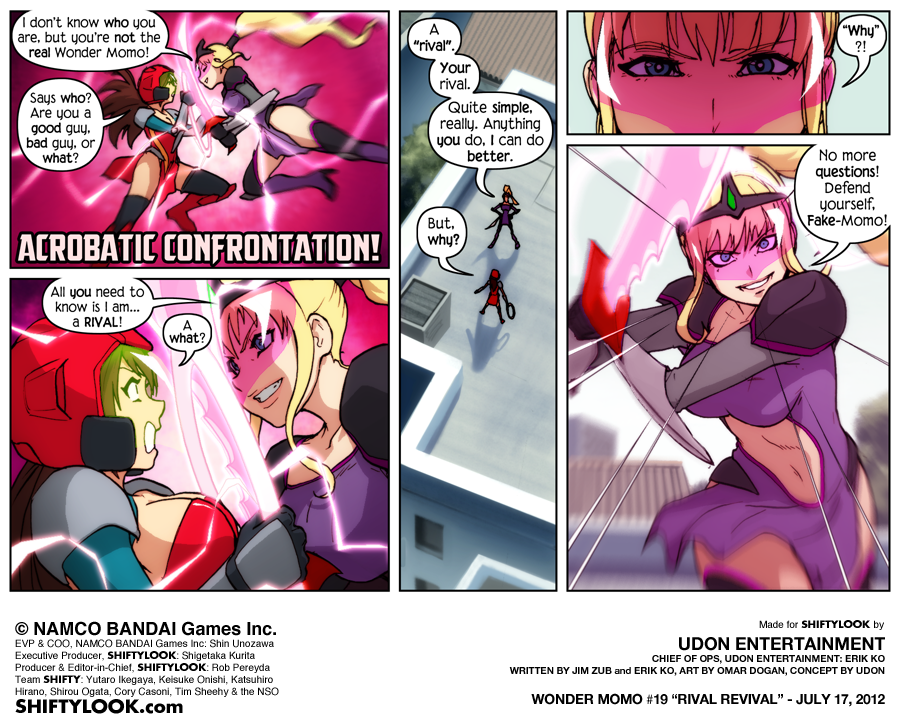 I don't know who you
are, but you're not the
real Wonder Momo!
Says who?
Are you a
good guy,
bad guy, or
what?
ACROBATIC CONFRONTATION!
All you need to
know is I am...
a RIVAL!
A
what?
A
"rival".
Your
rival.
Quite simple,
really. Anything
you do, I can do
better.
But,
why?
"Why"
?!
No more
questions!
Defend
yourself,
Fake-Momo!
© NAMCO BANDAI Games Inc.
EVP & COO, NAMCO BANDAI Games Inc: Shin Unozawa
Executive Producer, SHIFTYLOOK: Shigetaka Kurita
Producer & Editor-in-Chief, SHIFTYLOOK: Rob Pereyda
Team SHIFTY: Yutaro Ikegaya, Keisuke Onishi, Katsuhiro
Hirano, Shirou Ogata, Cory Casoni, Tim Sheehy & the NSO
SHIFTYLOOK.com
Made for SHIFTYLOOK by
UDON ENTERTAINMENT
CHIEF OF OPS, UDON ENTERTAINMENT: ERIK KO
WRITTEN BY JIM ZUB and ERIK KO, ART BY OMAR DOGAN, CONCEPT BY UDON
WONDER MOMO #19 "RIVAL REVIVAL" - JULY 17, 2012